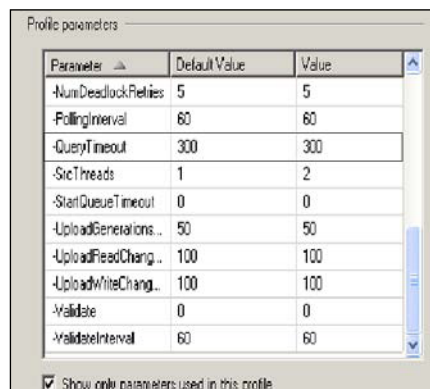 Profile parameters
Parameter Default Value Value
-NumDeadlockRetries 5 5
-PollingInterval 60 60
-QueryTimeout 300 300
-SrcThreads 1 2
-StartQueueTimeout 0 0
-UploadGenerations... 50 50
-UploadReadChang... 100 100
-UploadWriteChang... 100 100
-Validate 0 0
-ValidateInterval 60 60
Show only parameters used in this profile